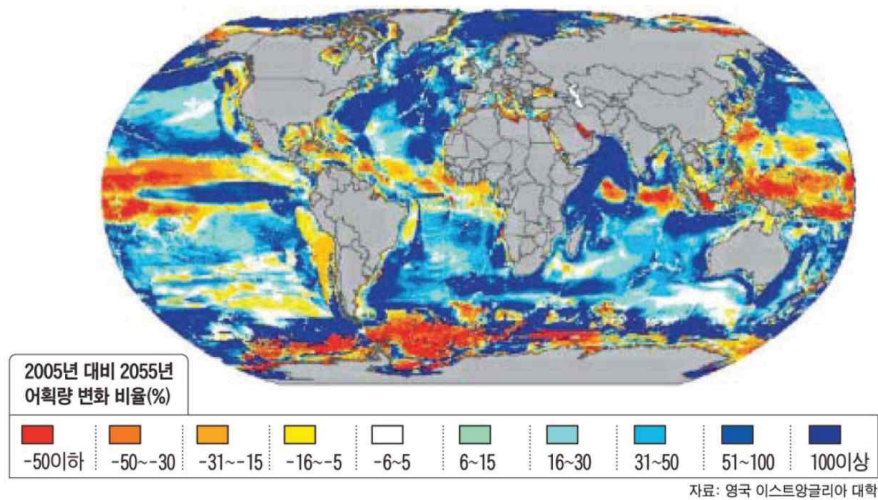 2005년 대비 2055년
어획량 변화 비율(%)
-50이하 -50~-30 -31~-15 -16~-5 -6~5 6~15 16~30 31~50 51~100 100이상
자료: 영국 이스트앙글리아 대학